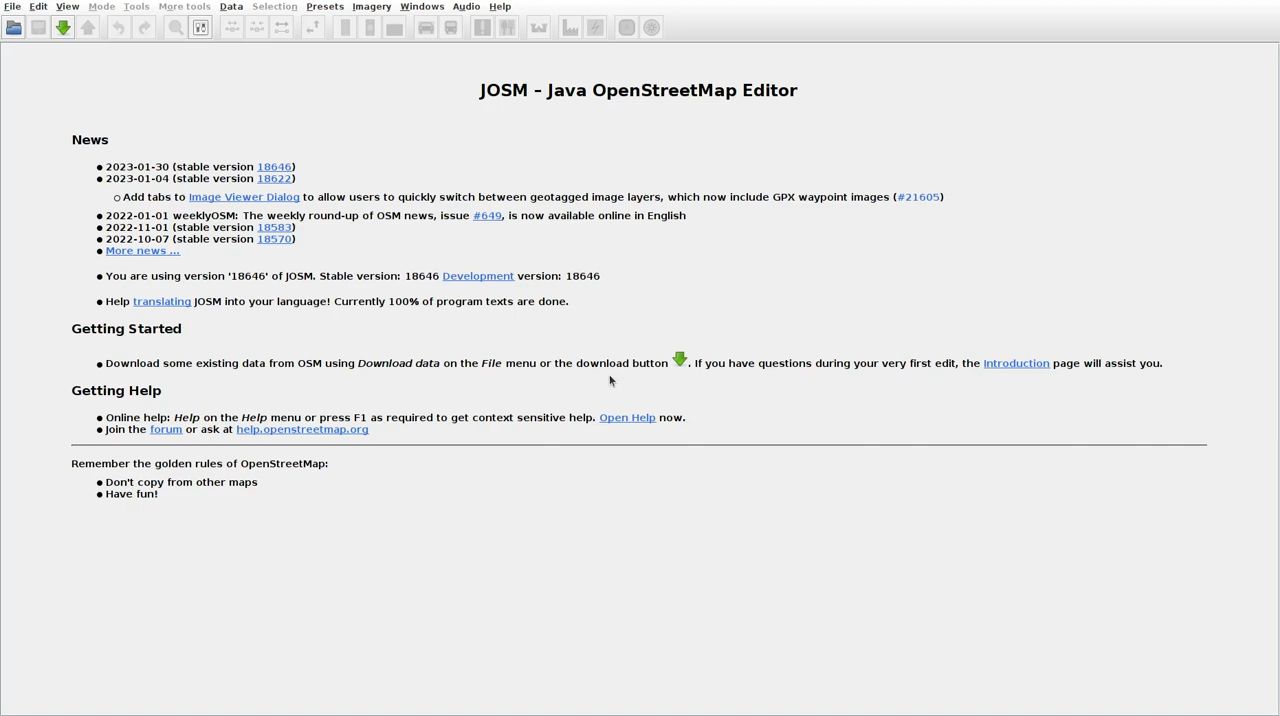 File Edit View Mode Tools More tools Data Selection Presets Imagery Windows Audio Help
JOSM – Java OpenStreetMap Editor
News
2023-01-30 (stable version 18646)
2023-01-04 (stable version 18622)
Add tabs to Image Viewer Dialog to allow users to quickly switch between geotagged image layers, which now include GPX waypoint images (#21605)
2022-01-01 weeklyOSM: The weekly round-up of OSM news, issue #649, is now available online in English
2022-11-01 (stable version 18583)
2022-10-07 (stable version 18570)
More news ...
You are using version '18646' of JOSM. Stable version: 18646 Development version: 18646
Help translating JOSM into your language! Currently 100% of program texts are done.
Getting Started
Download some existing data from OSM using Download data on the File menu or the download button . If you have questions during your very first edit, the Introduction page will assist you.
Getting Help
Online help: Help on the Help menu or press F1 as required to get context sensitive help. Open Help now.
Join the forum or ask at help.openstreetmap.org
Remember the golden rules of OpenStreetMap:
Don't copy from other maps
Have fun!